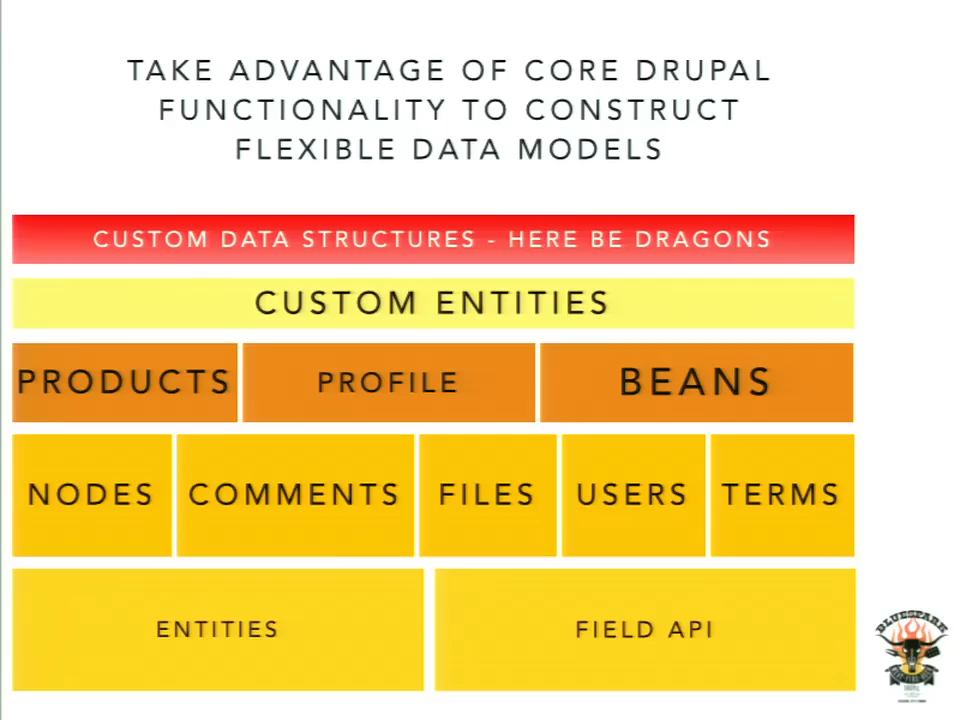 TAKE ADVANTAGE OF CORE DRUPAL
FUNCTIONALITY TO CONSTRUCT
FLEXIBLE DATA MODELS
CUSTOM DATA STRUCTURES - HERE BE DRAGONS
CUSTOM ENTITIES
PRODUCTS
PROFILE
BEANS
NODES
COMMENTS
FILES
USERS
TERMS
ENTITIES
FIELD API
BLUESPARK